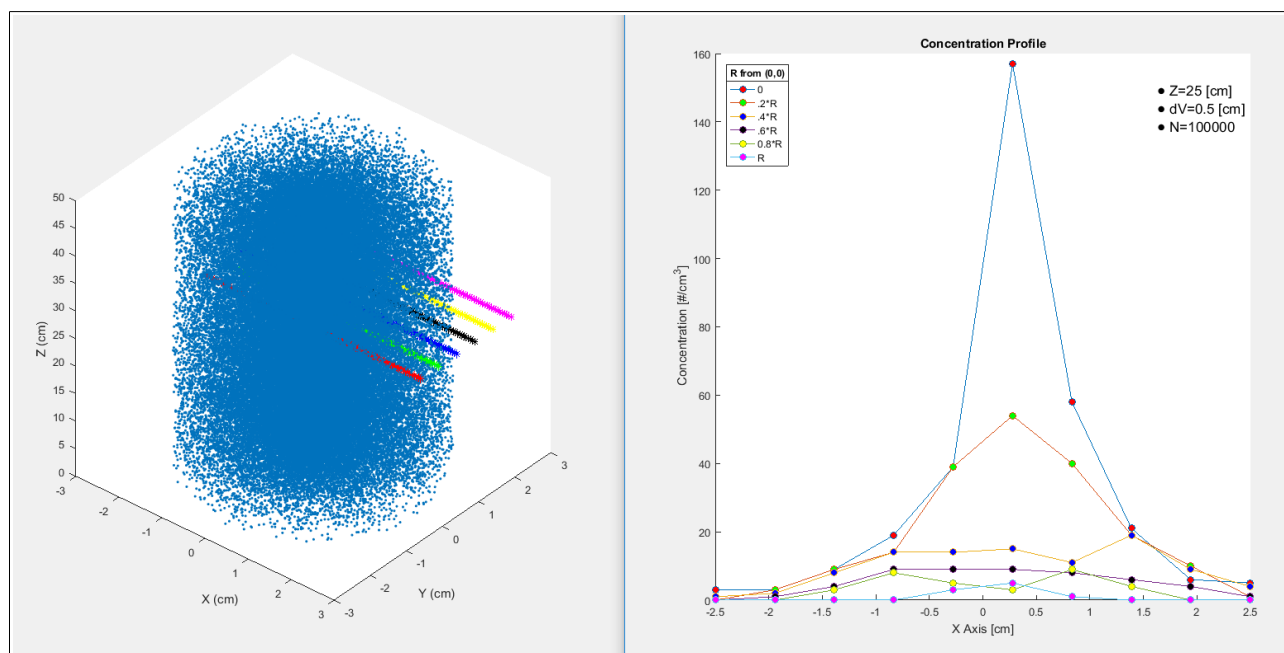 50
45
40
35
30
25
20
15
10
5
0
Z (cm)
-3
-2
-1
0
1
2
3
X (cm)
-3
-2
-1
0
1
2
3
Y (cm)
Concentration Profile
160
140
120
100
80
60
40
20
0
Concentration [#/cm^3]
R from (0,0)
0
.2*R
.4*R
.6*R
0.8*R
R
● Z=25 [cm]
● dV=0.5 [cm]
● N=100000
-2.5 -2 -1.5 -1 -0.5 0 0.5 1 1.5 2 2.5
X Axis [cm]